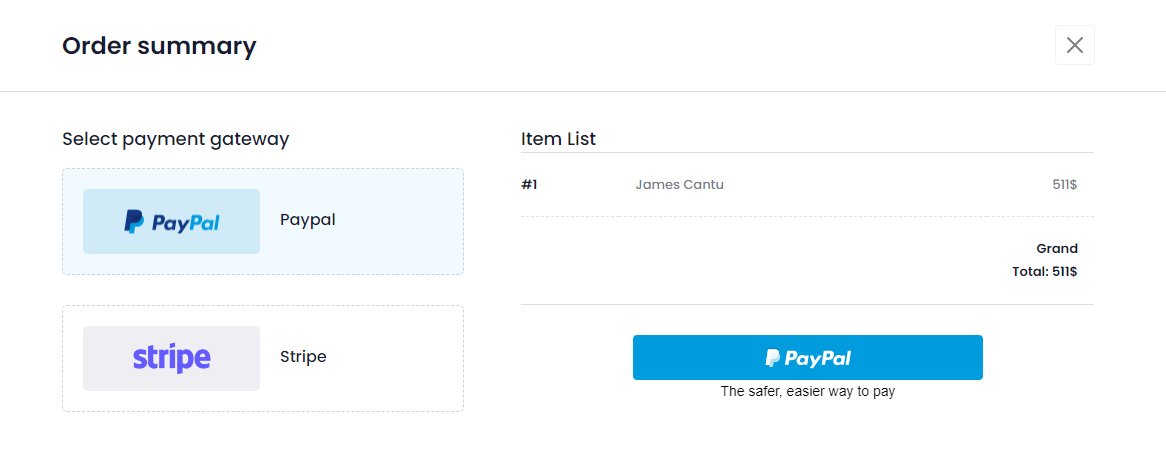 Order summary
Select payment gateway
PayPal
Paypal
stripe
Stripe
Item List
#1 James Cantu 511$
Grand
Total: 511$
PayPal
The safer, easier way to pay